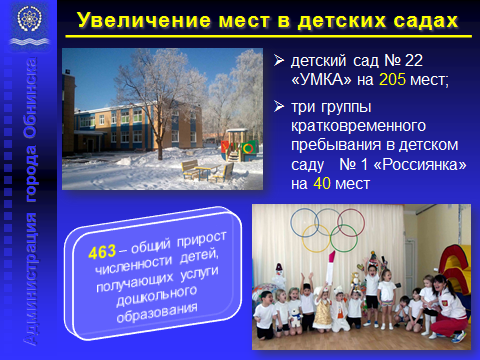 Увеличение мест в детских садах
Администрация города Обнинска
детский сад № 22
«УМКА» на 205 мест;
три группы
кратковременного
пребывания в детском
саду № 1 «Россиянка»
на 40 мест
463 – общий прирост
численности детей,
получающих услуги
дошкольного
образования